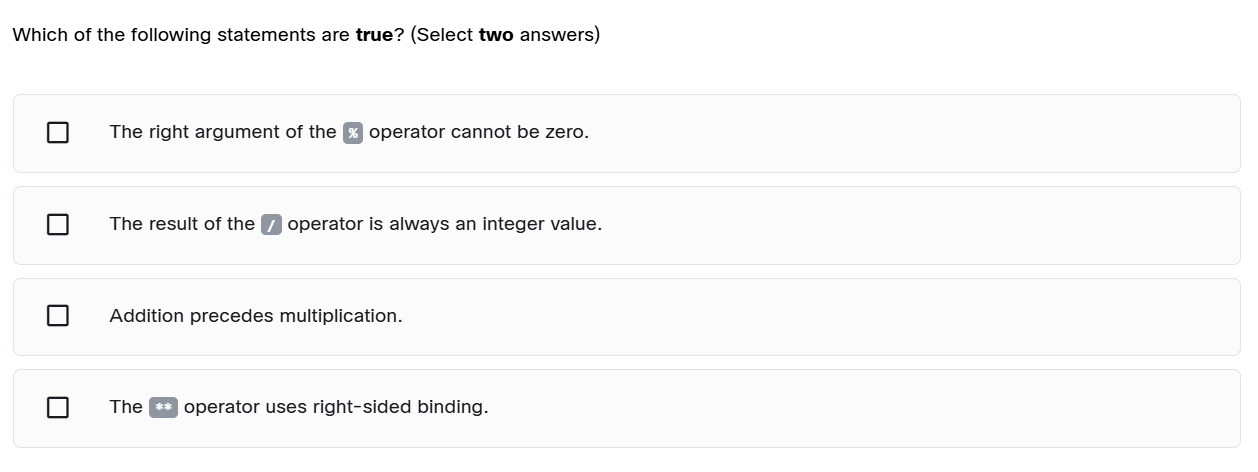 Which of the following statements are true? (Select two answers)
The right argument of the % operator cannot be zero.
The result of the / operator is always an integer value.
Addition precedes multiplication.
The ** operator uses right-sided binding.